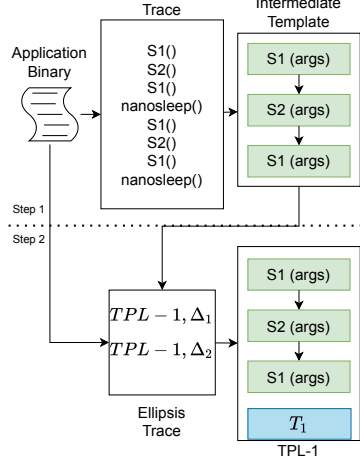 Trace
Intermediate
Template
Application
Binary
S1()
S2()
S1()
nanosleep()
S1()
S2()
S1()
nanosleep()
S1 (args)
S2 (args)
S1 (args)
Step 1
Step 2
TPL − 1, Δ₁
TPL − 1, Δ₂
Ellipsis
Trace
S1 (args)
S2 (args)
S1 (args)
T₁
TPL-1